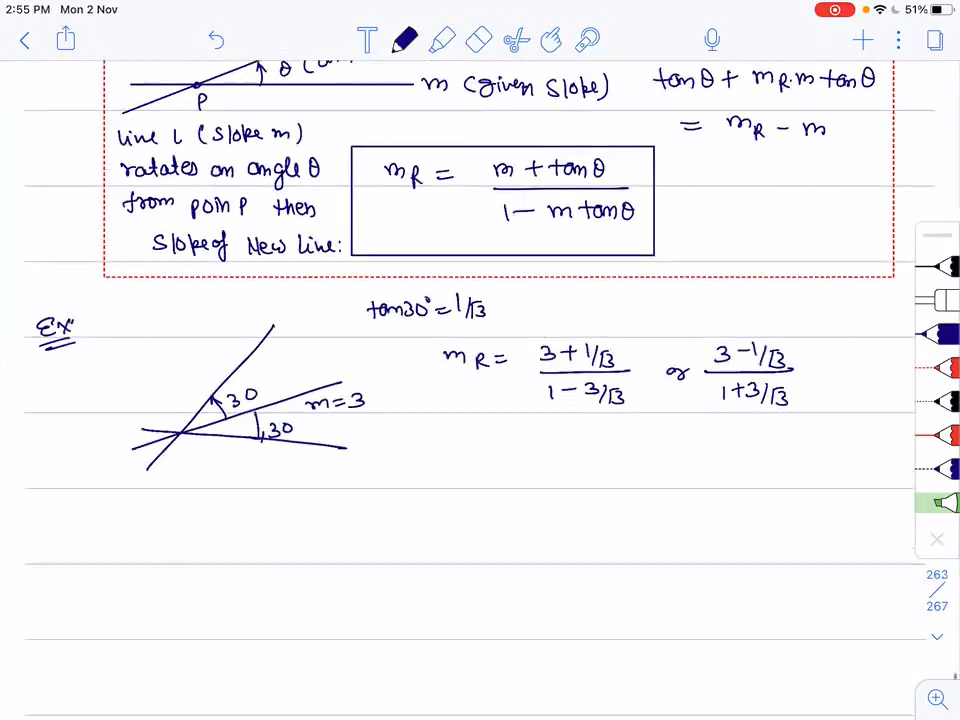 2:55 PM Mon 2 Nov
51%
θ
m (given Slope)
tanθ + mR·m tanθ
= mR - m
P
Line L (Slope m)
ratates an angle θ
from poin P then
Slope of New Line:
mR = m + tanθ / 1 - m tanθ
Ex
tan30° = 1/√3
mR = 3 + 1/√3 / 1 - 3/√3 or 3 - 1/√3 / 1 + 3/√3
30
m = 3
30
263
267